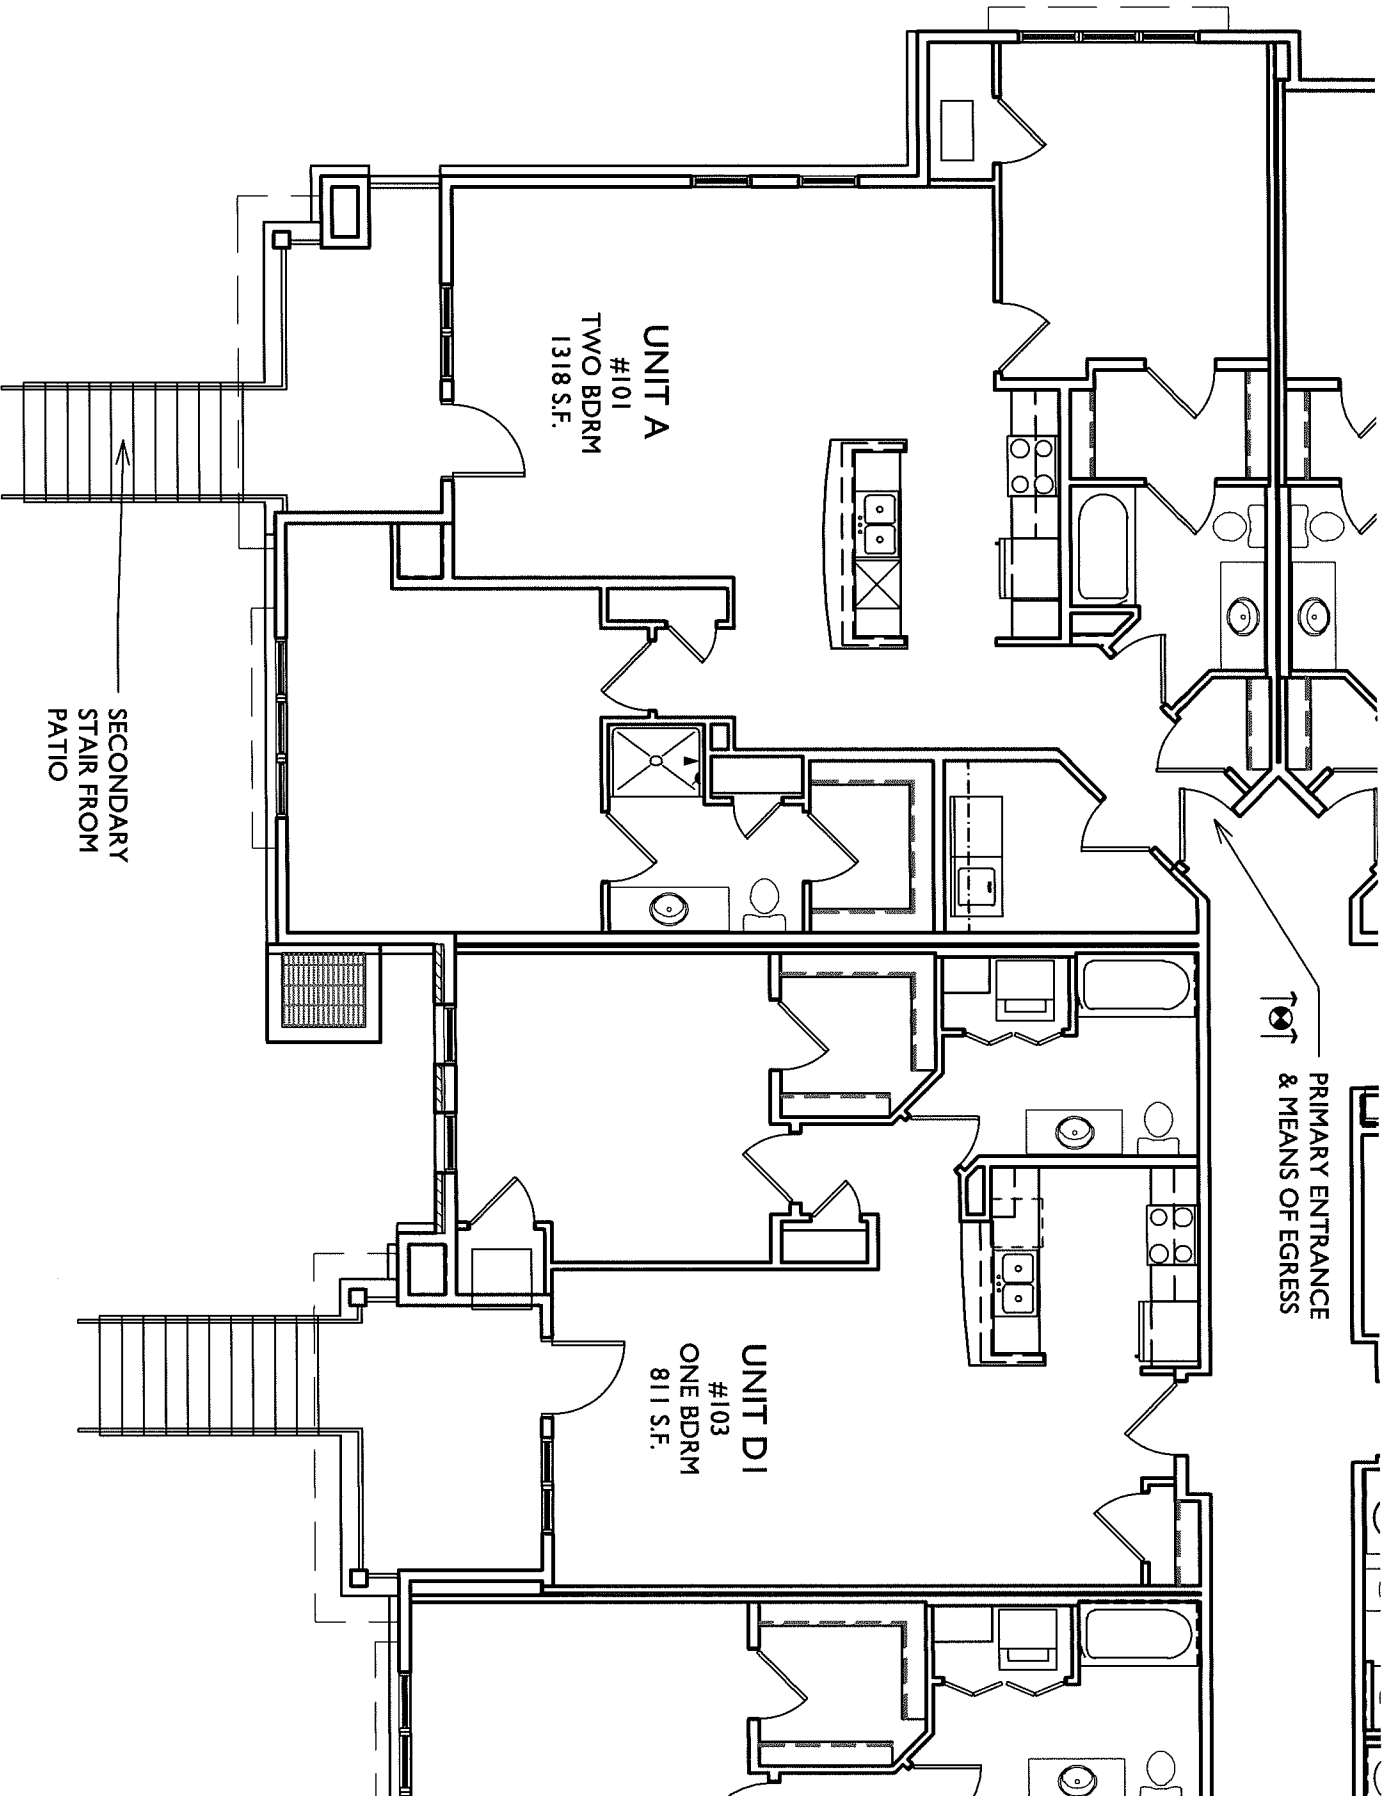 UNIT A
#101
TWO BDRM
1318 S.F.
SECONDARY
STAIR FROM
PATIO
PRIMARY ENTRANCE
& MEANS OF EGRESS
UNIT D1
#103
ONE BDRM
811 S.F.